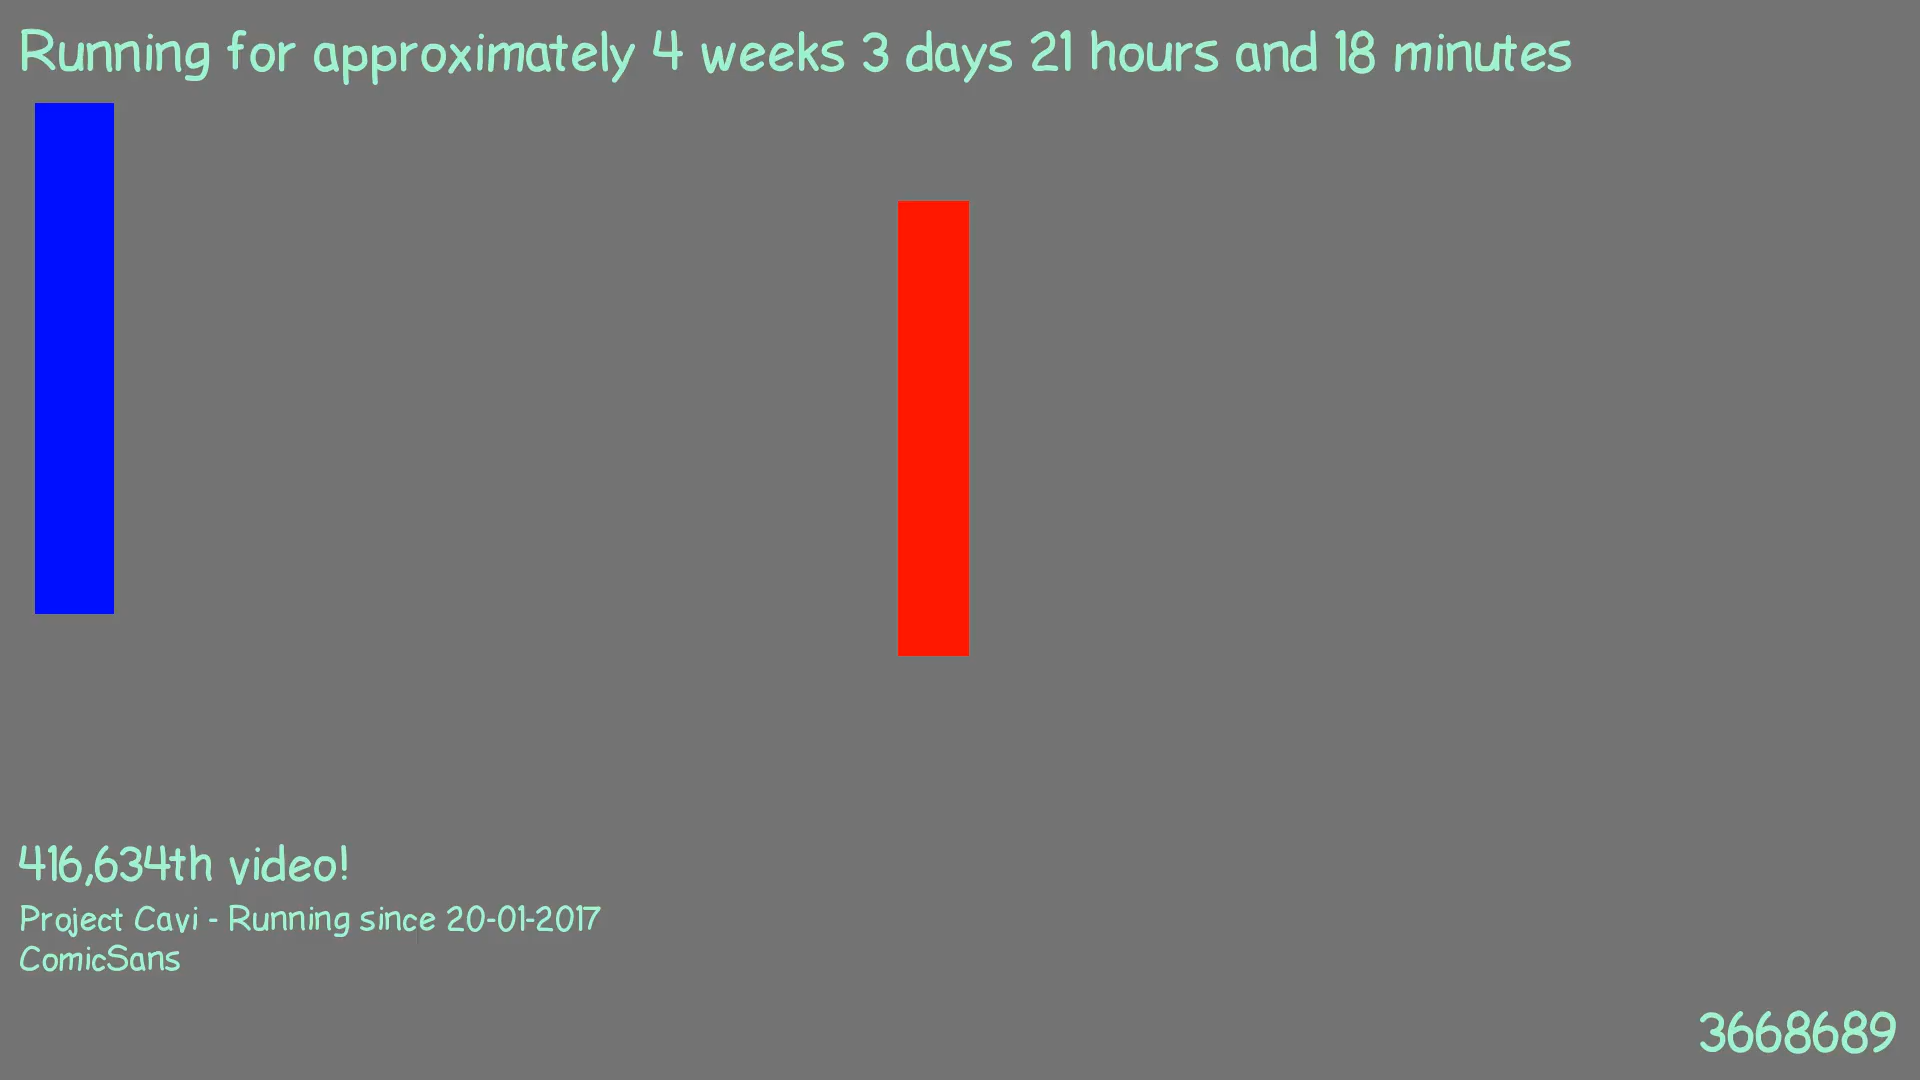 Running for approximately 4 weeks 3 days 21 hours and 18 minutes
416,634th video!
Project Cavi - Running since 20-01-2017
ComicSans
3668689